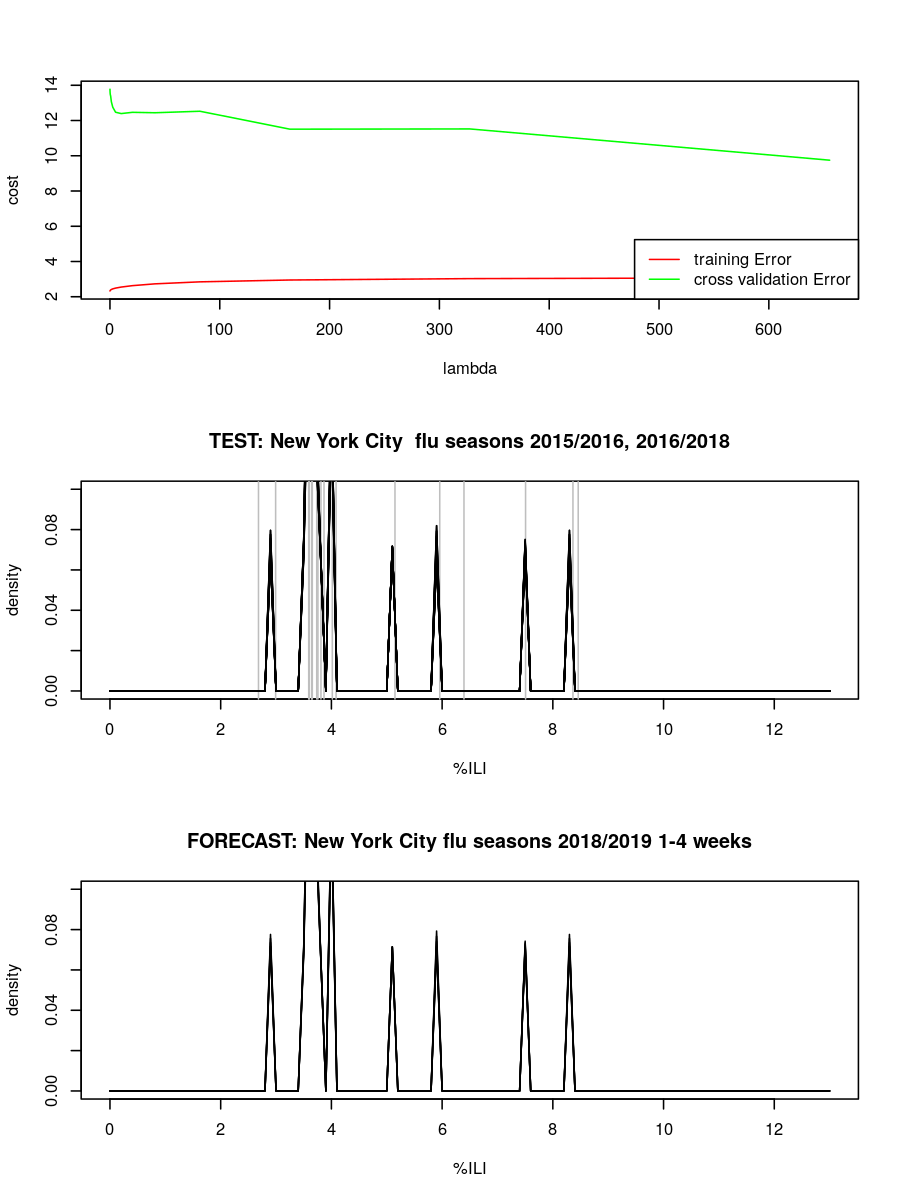 14
12
10
8
6
4
2
cost
training Error
cross validation Error
0 100 200 300 400 500 600
lambda
TEST: New York City  flu seasons 2015/2016, 2016/2018
0.08
0.04
0.00
density
0 2 4 6 8 10 12
%ILI
FORECAST: New York City flu seasons 2018/2019 1-4 weeks
0.08
0.04
0.00
density
0 2 4 6 8 10 12
%ILI